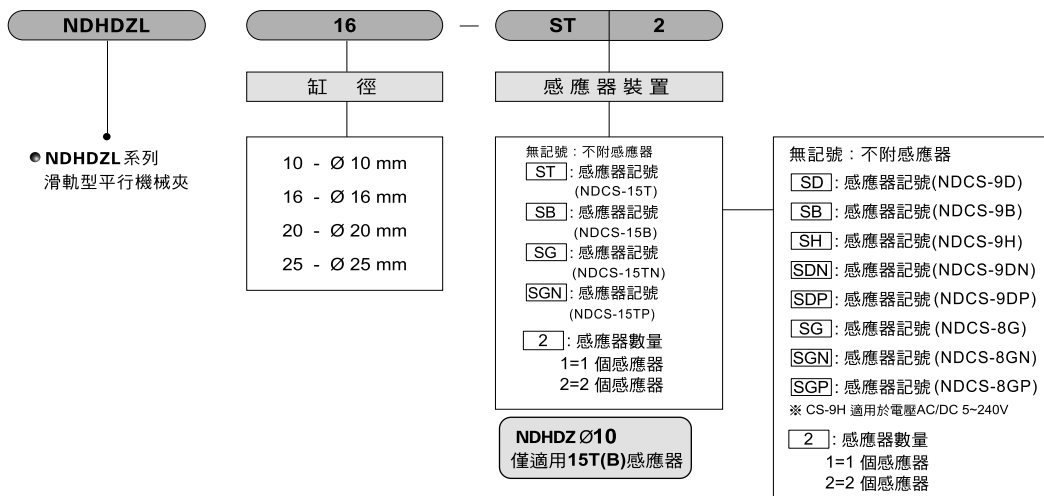 NDHDZL 16 — ST 2
缸 徑
感應器裝置
NDHDZL系列
滑軌型平行機械夾
10 - Ø 10 mm
16 - Ø 16 mm
20 - Ø 20 mm
25 - Ø 25 mm
無記號：不附感應器
ST：感應器記號
(NDCS-15T)
SB：感應器記號
(NDCS-15B)
SG：感應器記號
(NDCS-15TN)
SGN：感應器記號
(NDCS-15TP)
2：感應器數量
1=1 個感應器
2=2 個感應器
NDHDZ Ø10
僅適用15T(B)感應器
無記號：不附感應器
SD：感應器記號(NDCS-9D)
SB：感應器記號(NDCS-9B)
SH：感應器記號(NDCS-9H)
SDN：感應器記號(NDCS-9DN)
SDP：感應器記號(NDCS-9DP)
SG：感應器記號(NDCS-8G)
SGN：感應器記號(NDCS-8GN)
SGP：感應器記號(NDCS-8GP)
※ CS-9H 適用於電壓AC/DC 5~240V
2：感應器數量
1=1 個感應器
2=2 個感應器